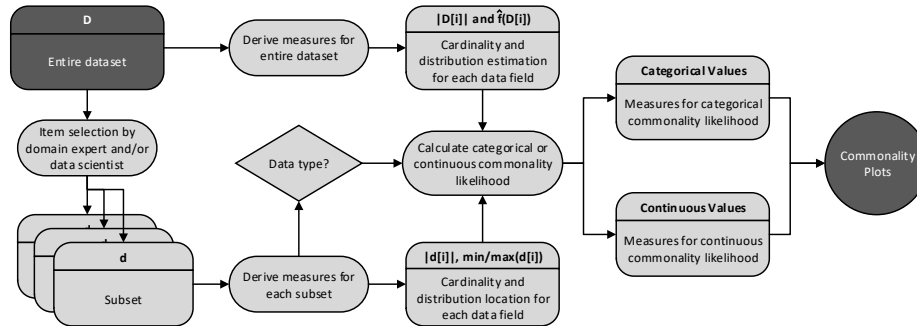 D
Entire dataset
Derive measures for
entire dataset
|D[i]| and f̂(D[i])
Cardinality and
distribution estimation
for each data field
Item selection by
domain expert and/or
data scientist
Data type?
Calculate categorical or
continuous commonality
likelihood
Categorical Values
Measures for categorical
commonality likelihood
Continuous Values
Measures for continuous
commonality likelihood
Commonality
Plots
d
Subset
Derive measures for
each subset
|d[i]|, min/max(d[i])
Cardinality and
distribution location for
each data field